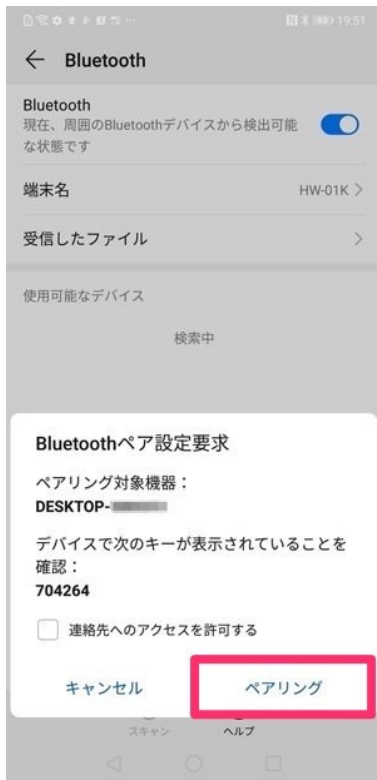 19:51
Bluetooth
Bluetooth
現在、周囲のBluetoothデバイスから検出可能
な状態です
端末名
HW-01K
受信したファイル
使用可能なデバイス
検索中
Bluetoothペア設定要求
ペアリング対象機器：
DESKTOP-
デバイスで次のキーが表示されていることを
確認：
704264
連絡先へのアクセスを許可する
キャンセル
ペアリング
スキャン
ヘルプ